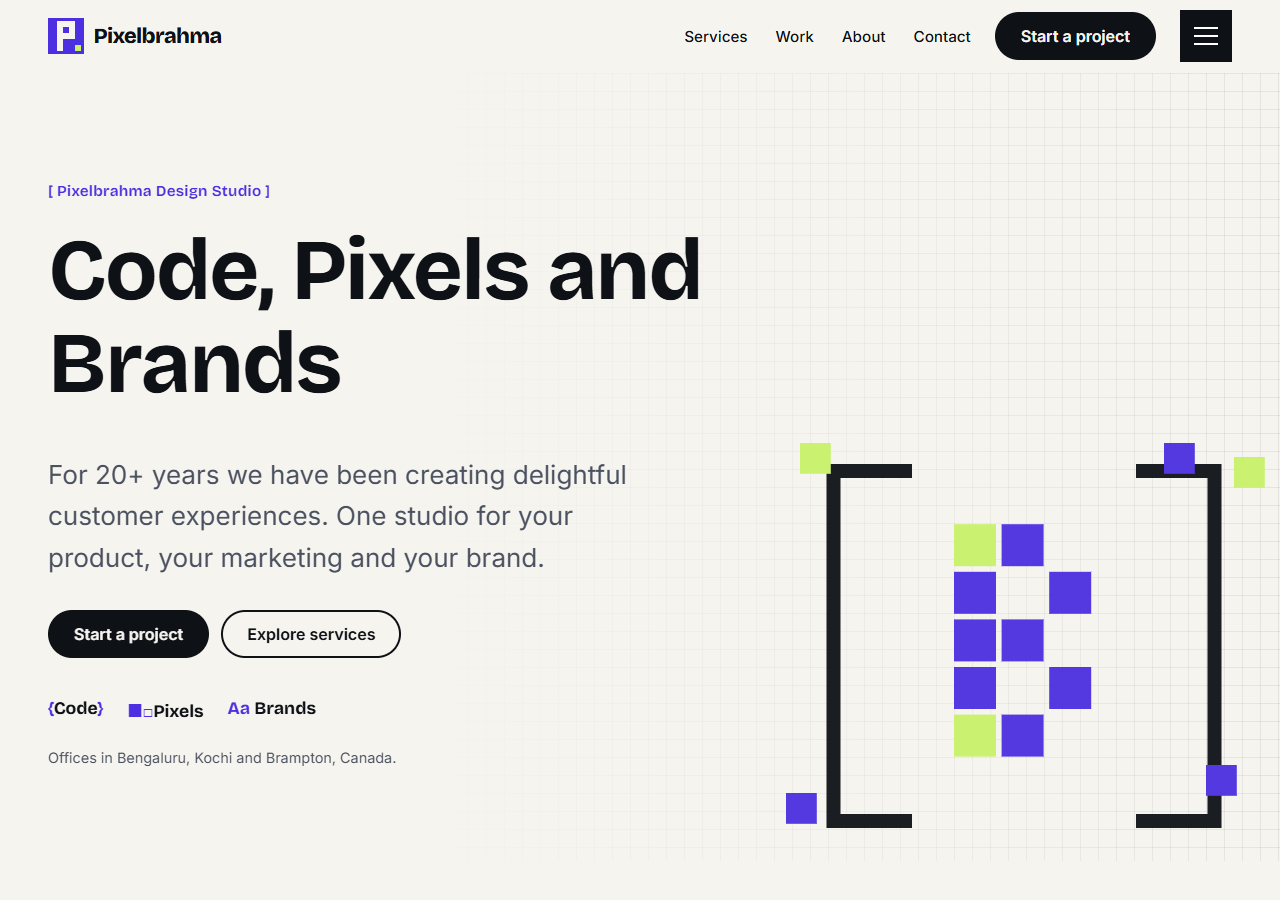 Pixelbrahma
Services
Work
About
Contact
Start a project
[ Pixelbrahma Design Studio ]
Code, Pixels and
Brands
For 20+ years we have been creating delightful
customer experiences. One studio for your
product, your marketing and your brand.
Start a project
Explore services
{Code}
■□Pixels
Aa Brands
Offices in Bengaluru, Kochi and Brampton, Canada.